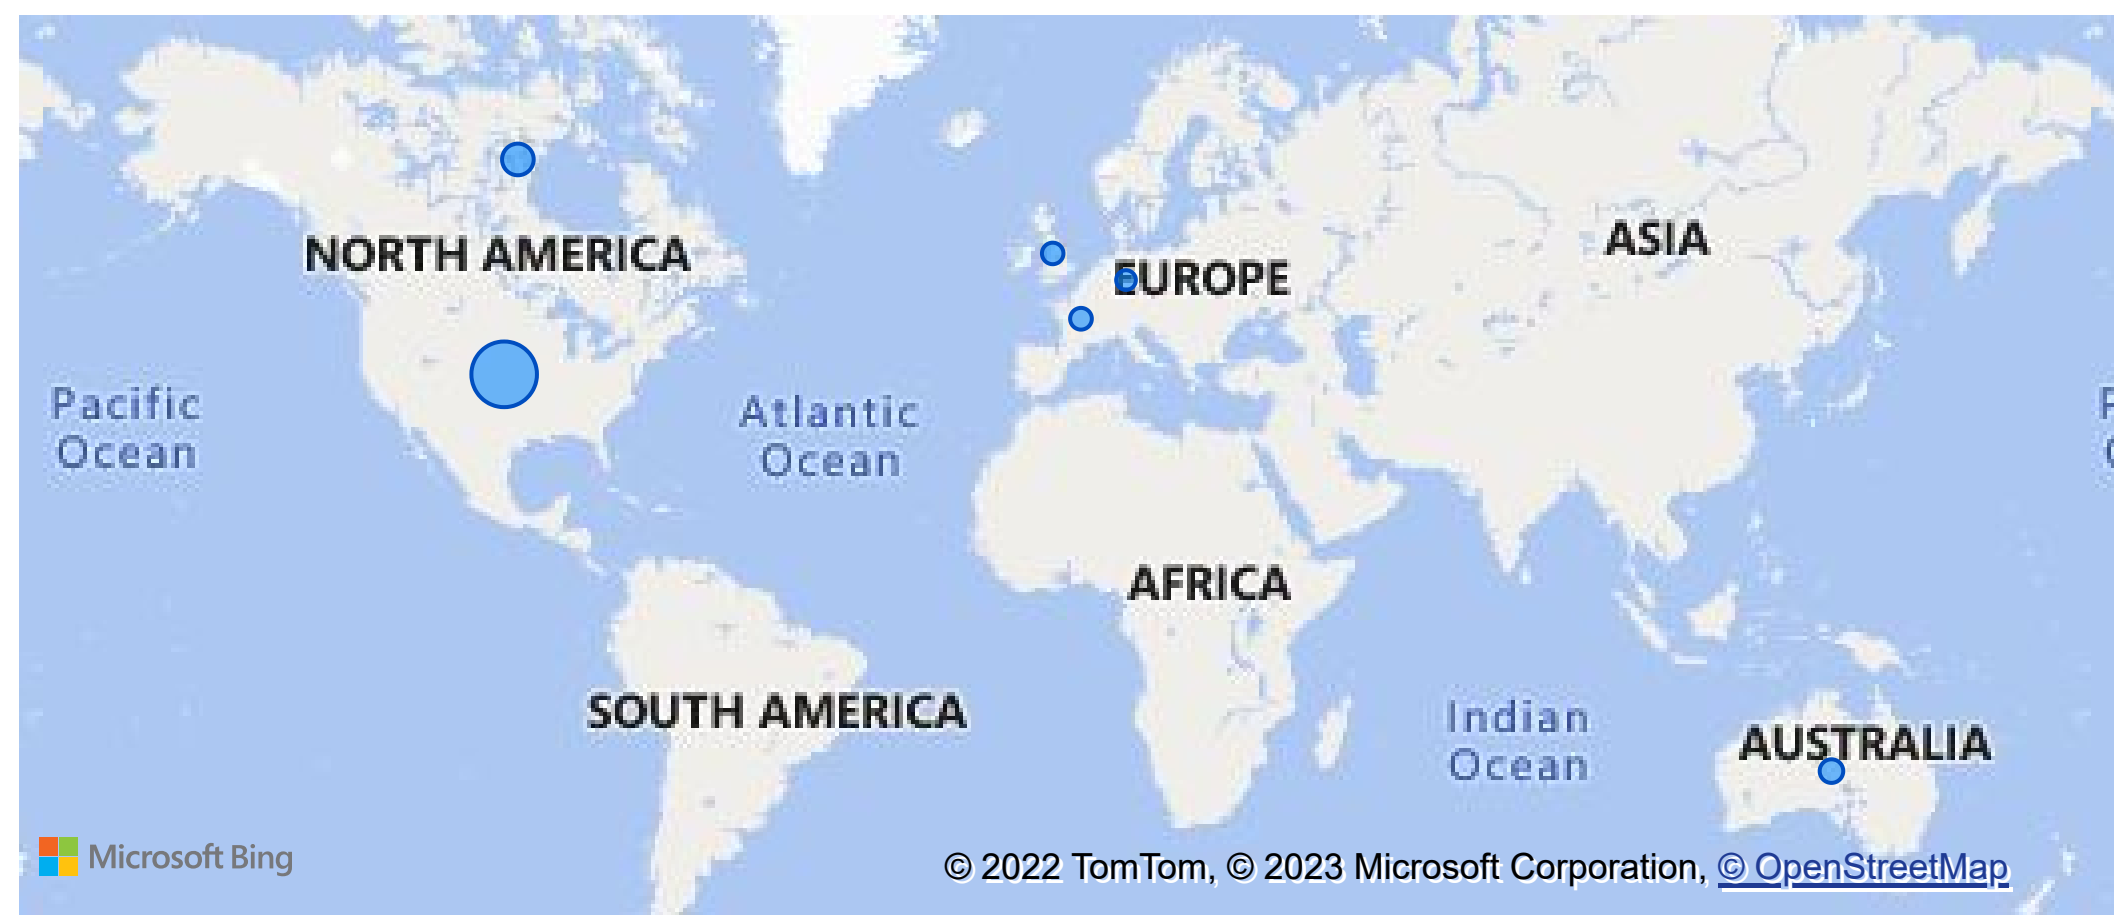 NORTH AMERICA
ASIA
EUROPE
Pacific
Ocean
Atlantic
Ocean
AFRICA
SOUTH AMERICA
Indian
Ocean
AUSTRALIA
Microsoft Bing
© 2022 TomTom, © 2023 Microsoft Corporation, © OpenStreetMap